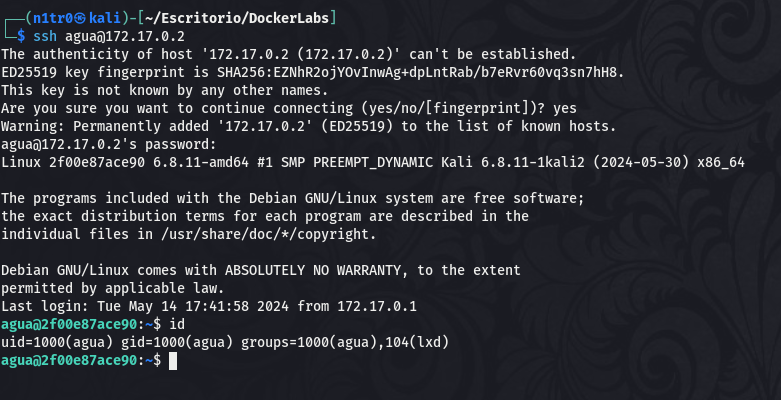 ┌──(n1tr0㉿kali)-[~/Escritorio/DockerLabs]
└─$ ssh agua@172.17.0.2
The authenticity of host '172.17.0.2 (172.17.0.2)' can't be established.
ED25519 key fingerprint is SHA256:EZNhR2ojYOvInwAg+dpLntRab/b7eRvr60vq3sn7hH8.
This key is not known by any other names.
Are you sure you want to continue connecting (yes/no/[fingerprint])? yes
Warning: Permanently added '172.17.0.2' (ED25519) to the list of known hosts.
agua@172.17.0.2's password:
Linux 2f00e87ace90 6.8.11-amd64 #1 SMP PREEMPT_DYNAMIC Kali 6.8.11-1kali2 (2024-05-30) x86_64

The programs included with the Debian GNU/Linux system are free software;
the exact distribution terms for each program are described in the
individual files in /usr/share/doc/*/copyright.

Debian GNU/Linux comes with ABSOLUTELY NO WARRANTY, to the extent
permitted by applicable law.
Last login: Tue May 14 17:41:58 2024 from 172.17.0.1
agua@2f00e87ace90:~$ id
uid=1000(agua) gid=1000(agua) groups=1000(agua),104(lxd)
agua@2f00e87ace90:~$